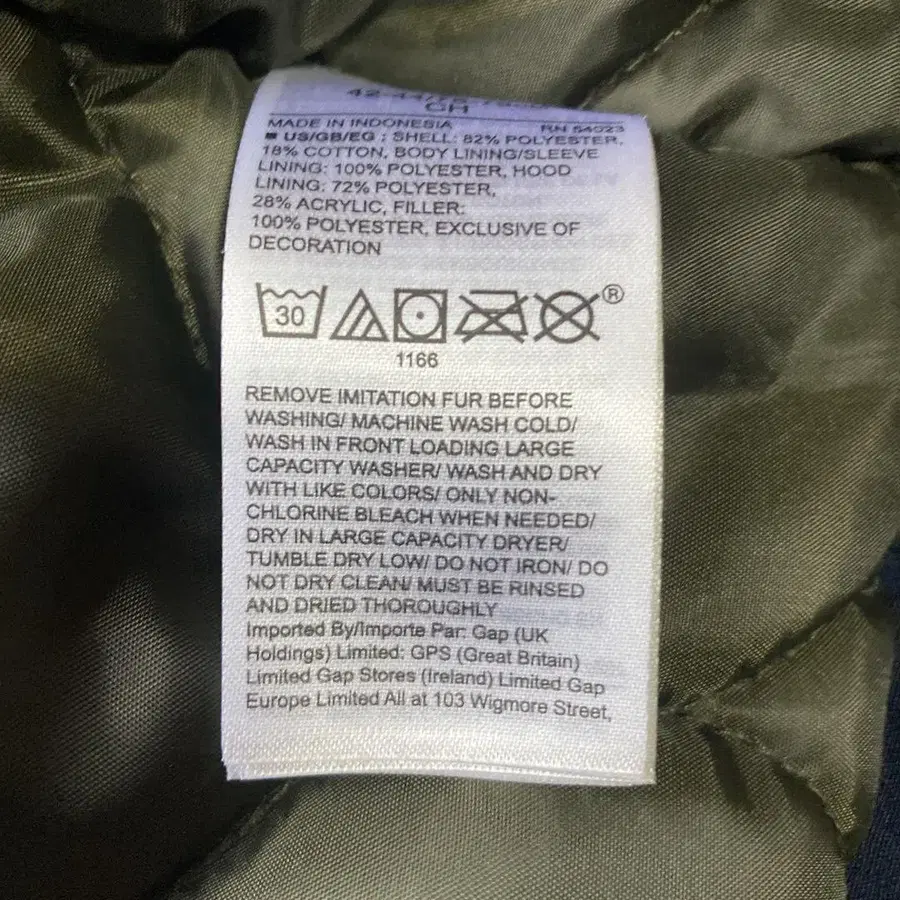 CH
MADE IN INDONESIA RN 54023
■ US/GB/EG : SHELL: 82% POLYESTER,
18% COTTON, BODY LINING/SLEEVE
LINING: 100% POLYESTER, HOOD
LINING: 72% POLYESTER,
28% ACRYLIC, FILLER:
100% POLYESTER, EXCLUSIVE OF
DECORATION
30 ®
1166
REMOVE IMITATION FUR BEFORE
WASHING/ MACHINE WASH COLD/
WASH IN FRONT LOADING LARGE
CAPACITY WASHER/ WASH AND DRY
WITH LIKE COLORS/ ONLY NON-
CHLORINE BLEACH WHEN NEEDED/
DRY IN LARGE CAPACITY DRYER/
TUMBLE DRY LOW/ DO NOT IRON/ DO
NOT DRY CLEAN/ MUST BE RINSED
AND DRIED THOROUGHLY
Imported By/Importe Par: Gap (UK
Holdings) Limited: GPS (Great Britain)
Limited Gap Stores (Ireland) Limited Gap
Europe Limited All at 103 Wigmore Street,